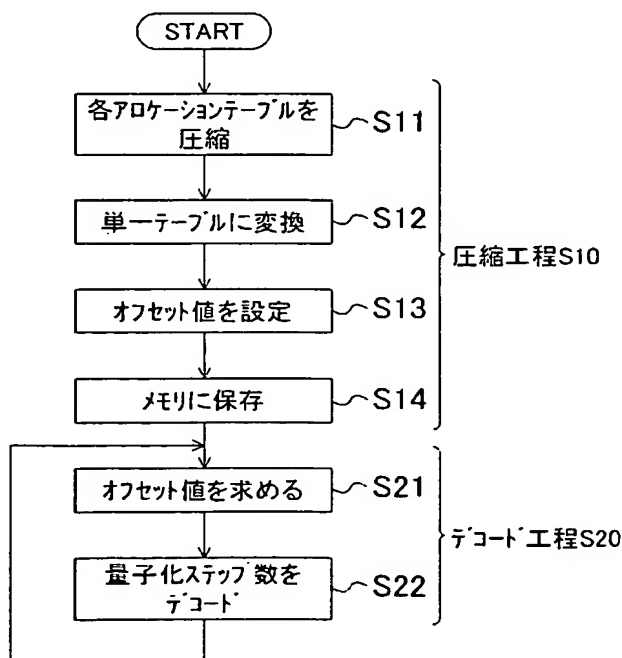 START
各アロケーションテーブルを
圧縮
S11
単一テーブルに変換
S12
圧縮工程S10
オフセット値を設定
S13
メモリに保存
S14
オフセット値を求める
S21
デコード工程S20
量子化ステップ数を
デコード
S22